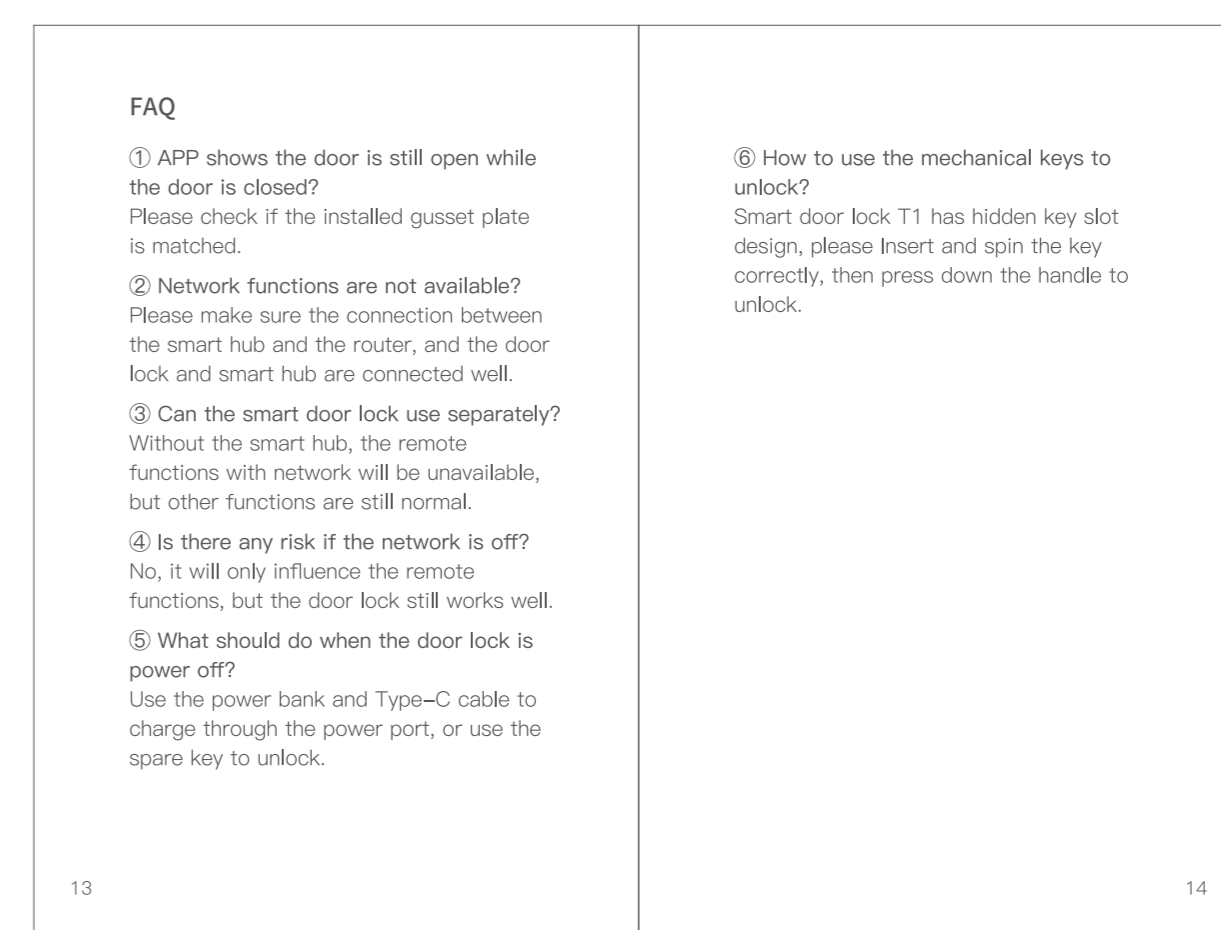 FAQ
① APP shows the door is still open while
the door is closed?
Please check if the installed gusset plate
is matched.
② Network functions are not available?
Please make sure the connection between
the smart hub and the router, and the door
lock and smart hub are connected well.
③ Can the smart door lock use separately?
Without the smart hub, the remote
functions with network will be unavailable,
but other functions are still normal.
④ Is there any risk if the network is off?
No, it will only influence the remote
functions, but the door lock still works well.
⑤ What should do when the door lock is
power off?
Use the power bank and Type-C cable to
charge through the power port, or use the
spare key to unlock.
13
⑥ How to use the mechanical keys to
unlock?
Smart door lock T1 has hidden key slot
design, please Insert and spin the key
correctly, then press down the handle to
unlock.
14